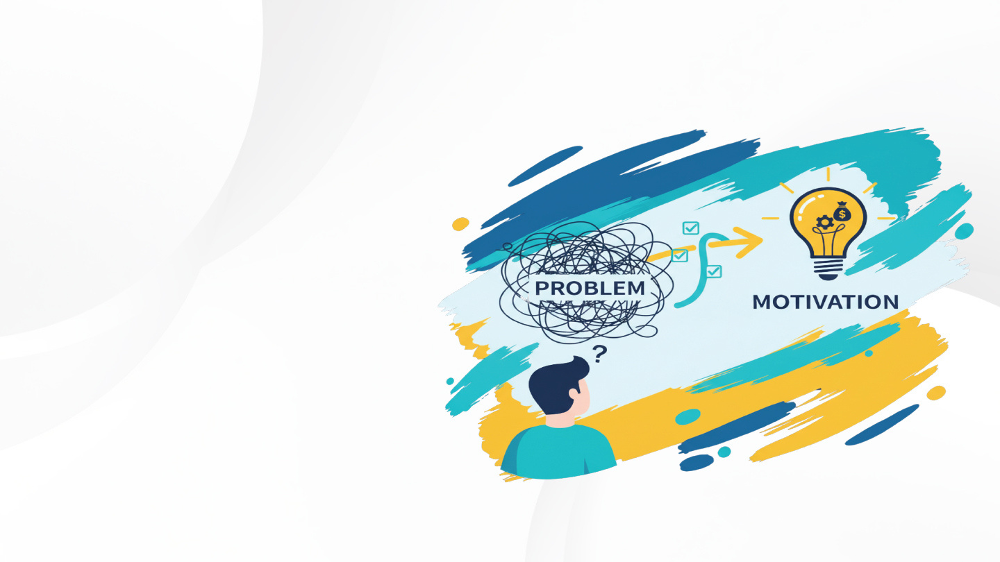 PROBLEM
MOTIVATION
?
$